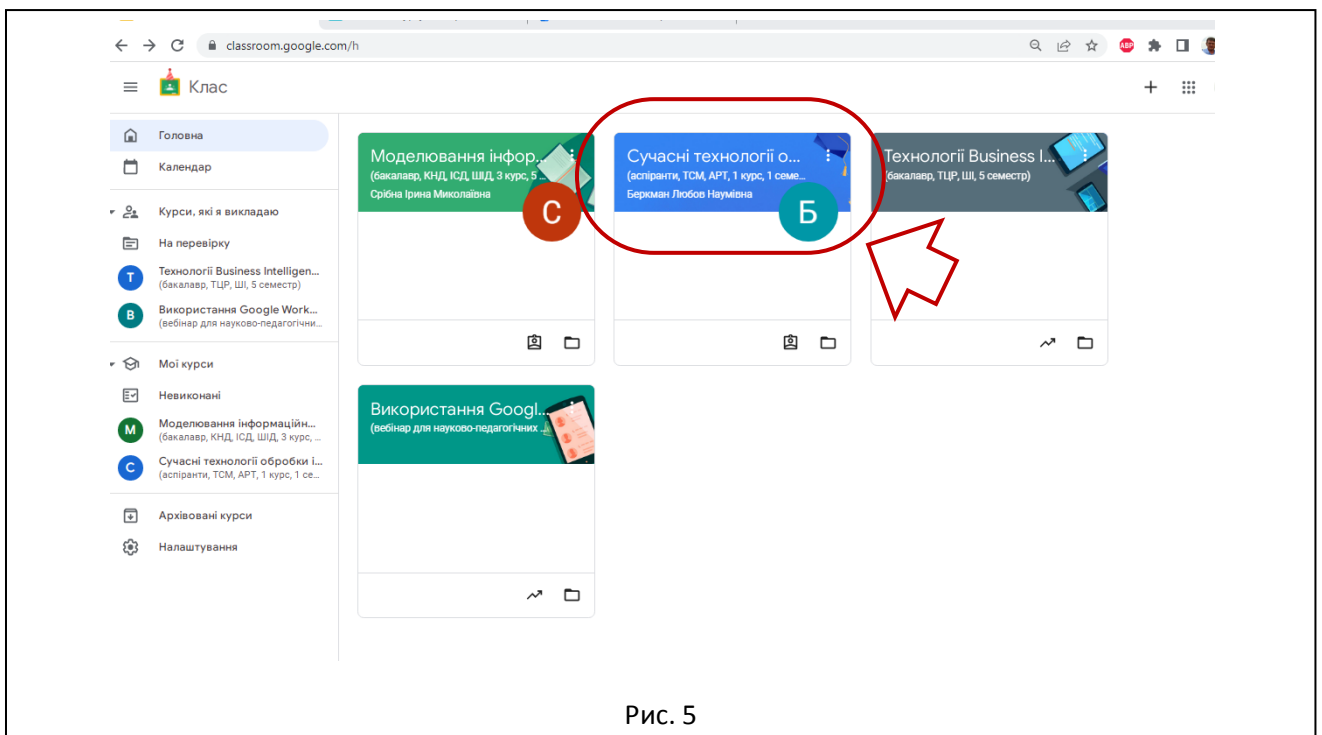 classroom.google.com/h
ABP
Клас
Головна
Календар
Курси, які я викладаю
На перевірку
Т
Технології Business Intelligen...
(бакалавр, ТЦР, ШІ, 5 семестр)
В
Використання Google Work...
(вебінар для науково-педагогічни...
Мої курси
Невиконані
М
Моделювання інформаційн...
(бакалавр, КНД, ІСД, ШІД, 3 курс, ...
С
Сучасні технології обробки і...
(аспіранти, ТСМ, АРТ, 1 курс, 1 се...
Архівовані курси
Налаштування
Моделювання інфор...
(бакалавр, КНД, ІСД, ШІД, 3 курс, 5 ...
Срібна Ірина Миколаївна
С
Сучасні технології о...
(аспіранти, ТСМ, АРТ, 1 курс, 1 семе...
Беркман Любов Наумівна
Б
Технології Business I...
(бакалавр, ТЦР, ШІ, 5 семестр)
Використання Googl...
(вебінар для науково-педагогічних ...
Рис. 5